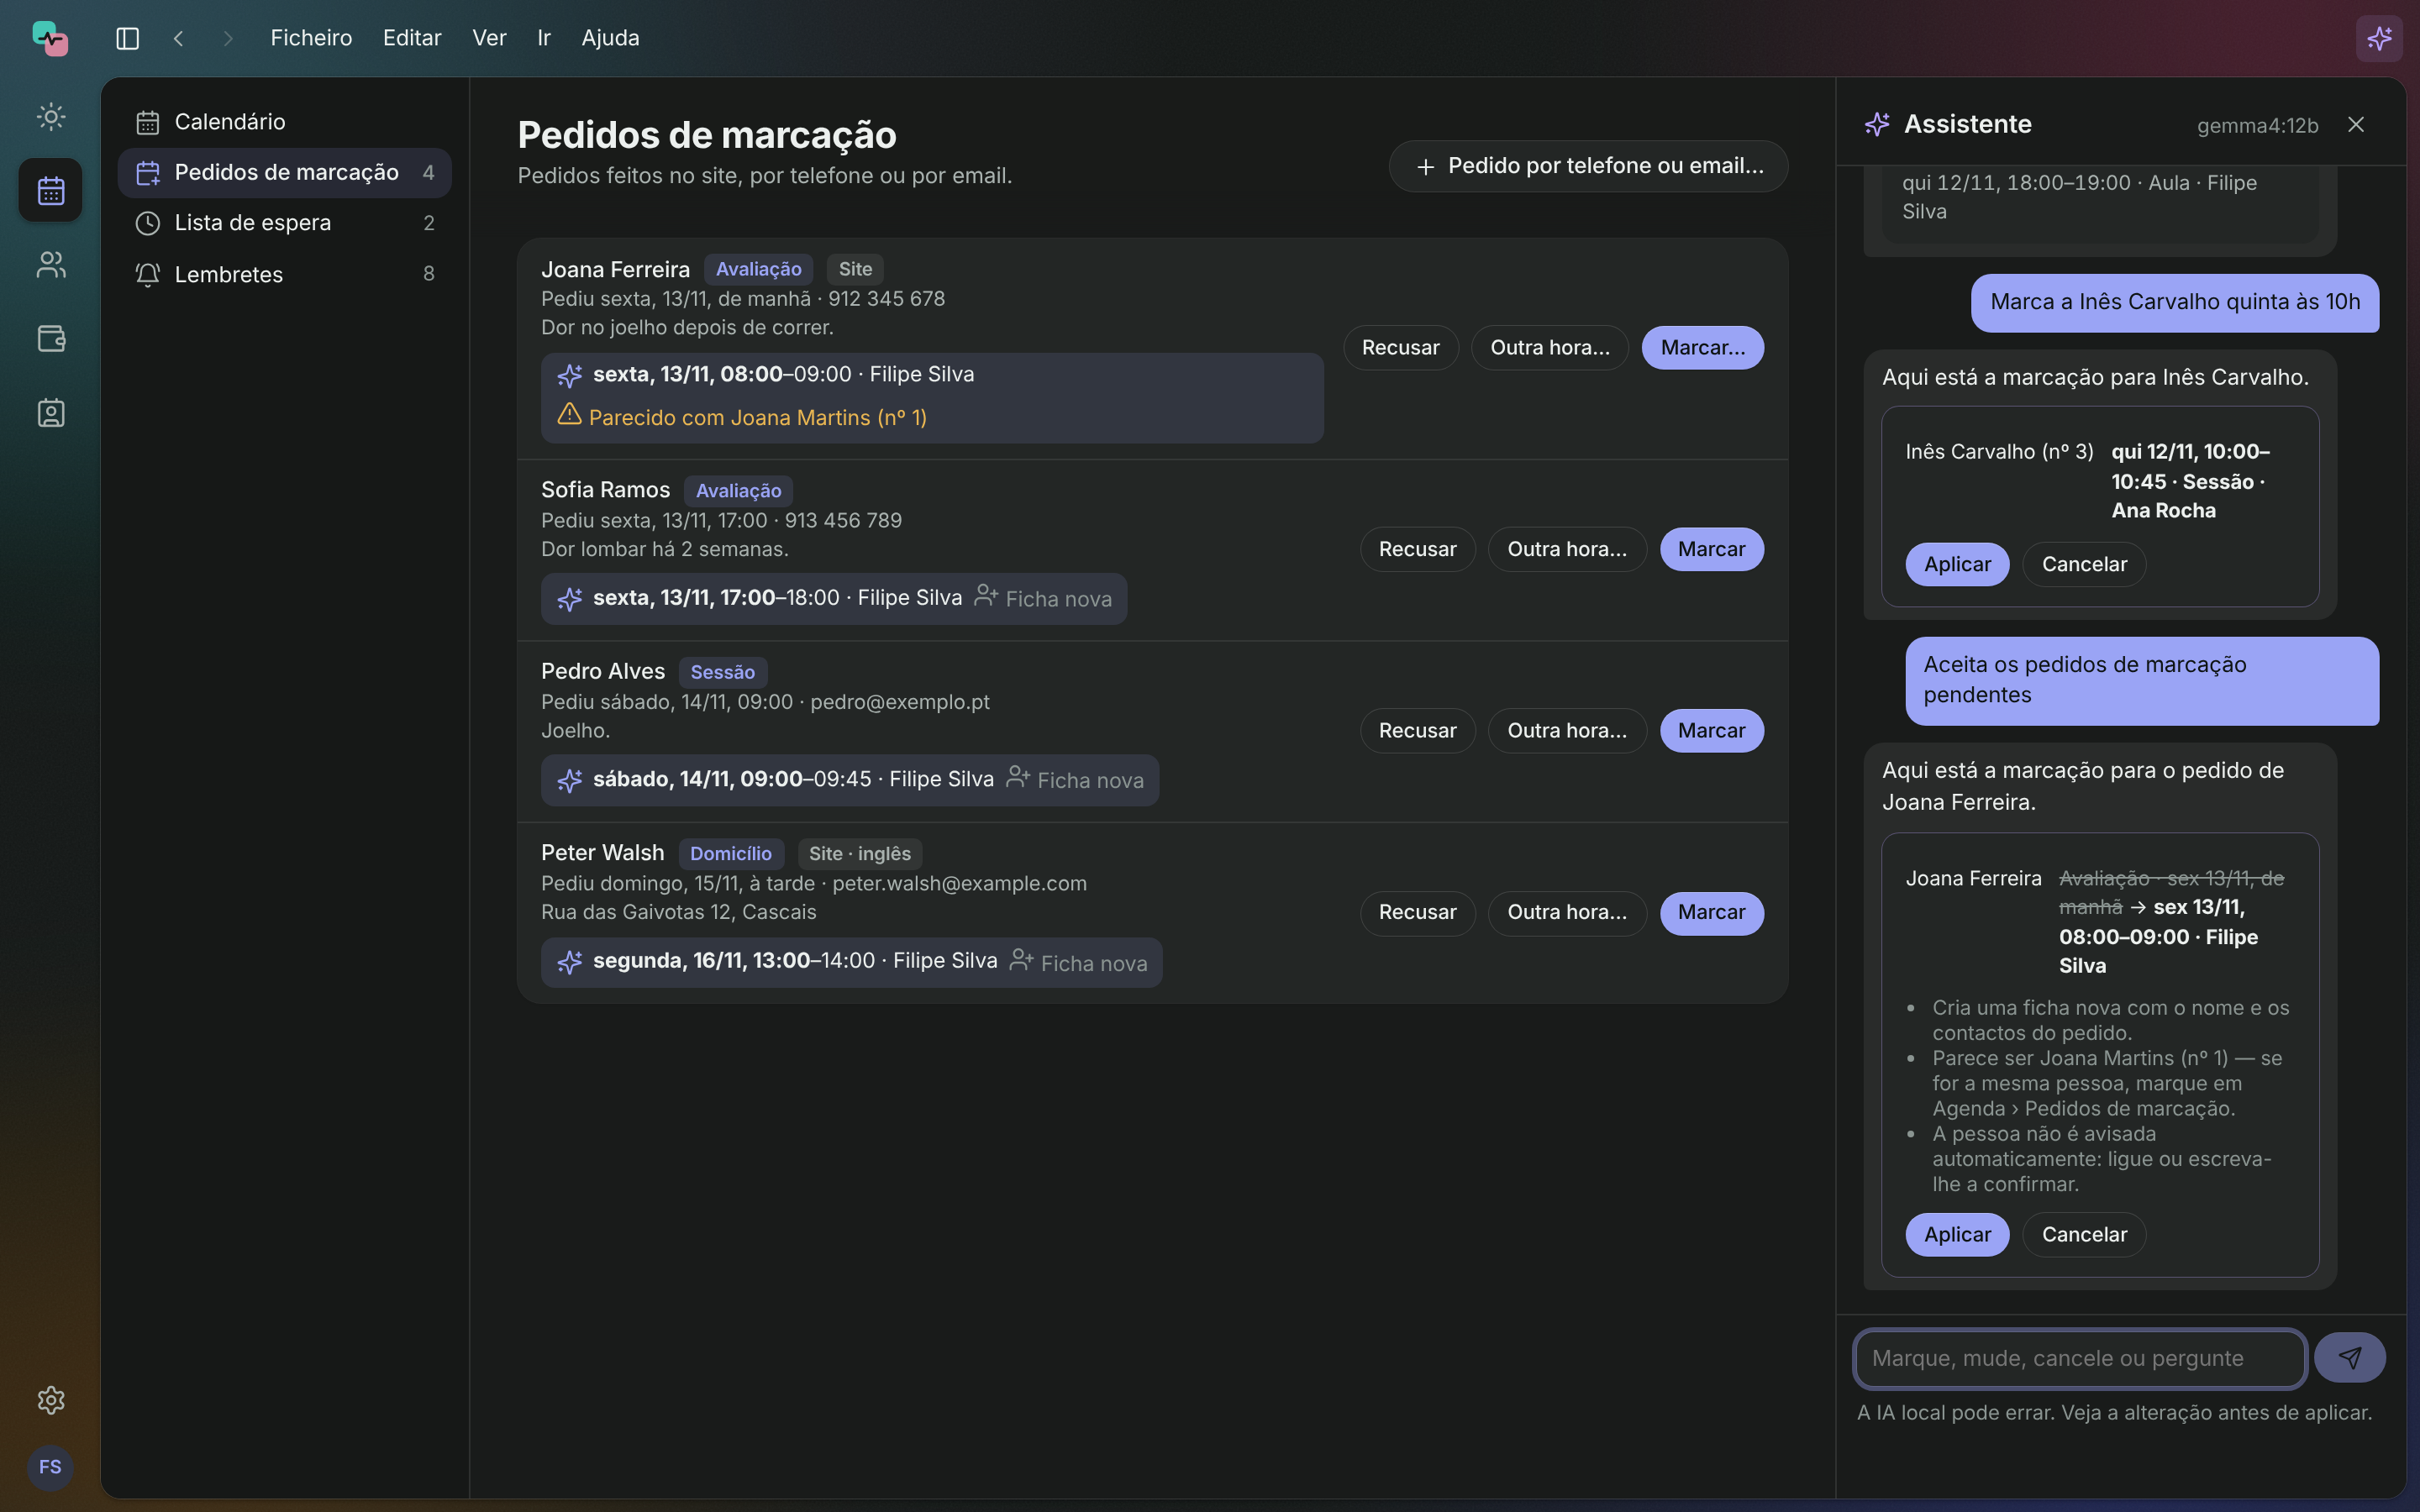 Ficheiro Editar Ver Ir Ajuda
Calendário
Pedidos de marcação 4
Lista de espera 2
Lembretes 8
FS
Pedidos de marcação
Pedidos feitos no site, por telefone ou por email.
Pedido por telefone ou email...
Joana Ferreira Avaliação Site
Pediu sexta, 13/11, de manhã · 912 345 678
Dor no joelho depois de correr.
sexta, 13/11, 08:00–09:00 · Filipe Silva
Parecido com Joana Martins (nº 1)
Recusar Outra hora... Marcar...
Sofia Ramos Avaliação
Pediu sexta, 13/11, 17:00 · 913 456 789
Dor lombar há 2 semanas.
sexta, 13/11, 17:00–18:00 · Filipe Silva Ficha nova
Recusar Outra hora... Marcar
Pedro Alves Sessão
Pediu sábado, 14/11, 09:00 · pedro@exemplo.pt
Joelho.
sábado, 14/11, 09:00–09:45 · Filipe Silva Ficha nova
Recusar Outra hora... Marcar
Peter Walsh Domicílio Site · inglês
Pediu domingo, 15/11, à tarde · peter.walsh@example.com
Rua das Gaivotas 12, Cascais
segunda, 16/11, 13:00–14:00 · Filipe Silva Ficha nova
Recusar Outra hora... Marcar
Assistente gemma4:12b
qui 12/11, 18:00–19:00 · Aula · Filipe
Silva
Marca a Inês Carvalho quinta às 10h
Aqui está a marcação para Inês Carvalho.
Inês Carvalho (nº 3) qui 12/11, 10:00–
10:45 · Sessão ·
Ana Rocha
Aplicar Cancelar
Aceita os pedidos de marcação
pendentes
Aqui está a marcação para o pedido de
Joana Ferreira.
Joana Ferreira Avaliação · sex 13/11, de
manhã → sex 13/11,
08:00–09:00 · Filipe
Silva
• Cria uma ficha nova com o nome e os
contactos do pedido.
• Parece ser Joana Martins (nº 1) — se
for a mesma pessoa, marque em
Agenda › Pedidos de marcação.
• A pessoa não é avisada
automaticamente: ligue ou escreva-
lhe a confirmar.
Aplicar Cancelar
Marque, mude, cancele ou pergunte
A IA local pode errar. Veja a alteração antes de aplicar.